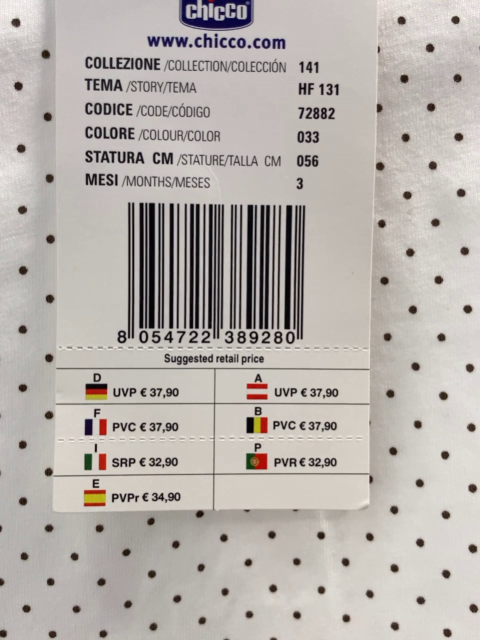 chicco
www.chicco.com
COLLEZIONE /COLLECTION/COLECCIÓN 141
TEMA /STORY/TEMA HF 131
CODICE /CODE/CÓDIGO 72882
COLORE /COLOUR/COLOR 033
STATURA CM /STATURE/TALLA CM 056
MESI /MONTHS/MESES 3
8 054722 389280
Suggested retail price
D UVP € 37,90
A UVP € 37,90
F PVC € 37,90
B PVC € 37,90
I SRP € 32,90
P PVR € 32,90
E PVPr € 34,90